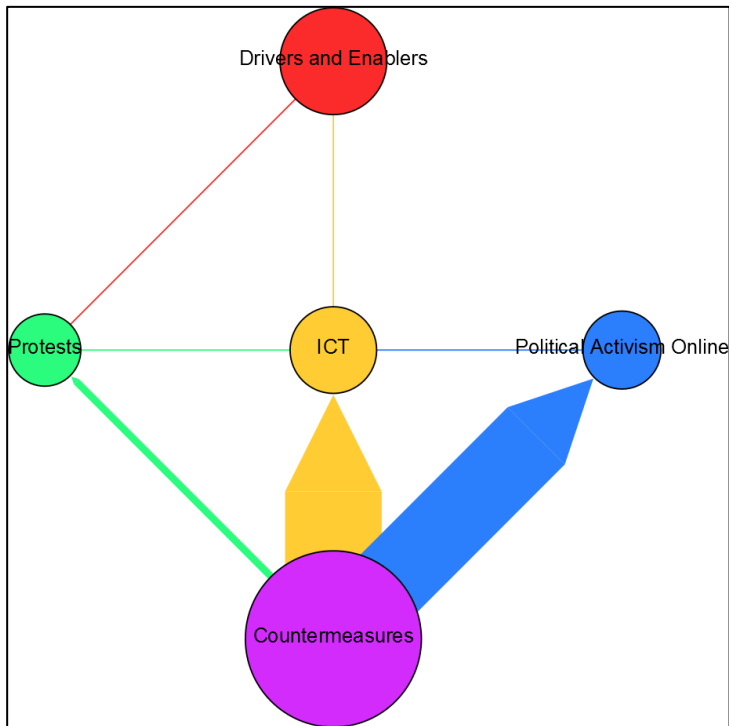 Drivers and Enablers
Protests
ICT
Political Activism Online
Countermeasures